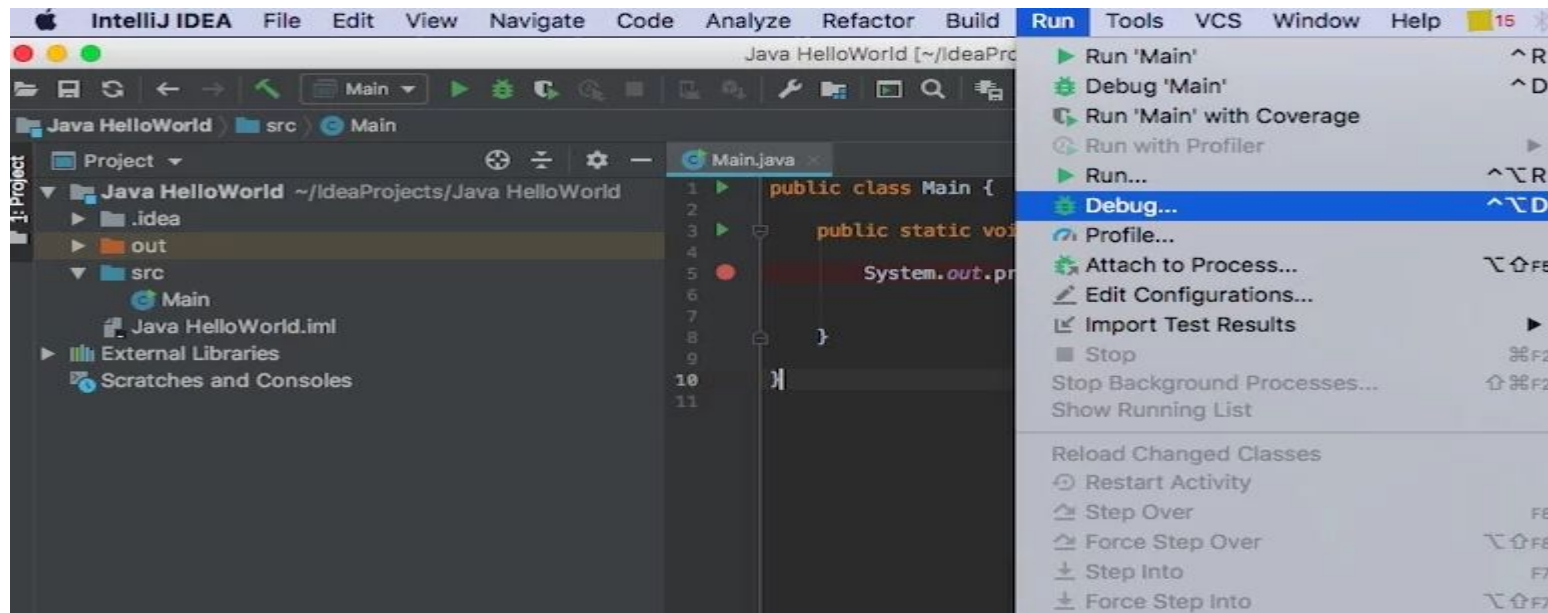 IntelliJ IDEA File Edit View Navigate Code Analyze Refactor Build Run Tools VCS Window Help 15
Java HelloWorld [~/IdeaPro
Main
Java HelloWorld src Main
1: Project
Project
Java HelloWorld ~/IdeaProjects/Java HelloWorld
.idea
out
src
Main
Java HelloWorld.iml
External Libraries
Scratches and Consoles
Main.java
1 public class Main {
2
3 public static voi
4
5 System.out.pr
6
7
8 }
9
10 }
11
Run 'Main' ^R
Debug 'Main' ^D
Run 'Main' with Coverage
Run with Profiler
Run... ^⌥R
Debug... ^⌥D
Profile...
Attach to Process... ⌥⇧F5
Edit Configurations...
Import Test Results
Stop ⌘F2
Stop Background Processes... ⇧⌘F2
Show Running List
Reload Changed Classes
Restart Activity
Step Over F8
Force Step Over ⌥⇧F8
Step Into F7
Force Step Into ⌥⇧F7